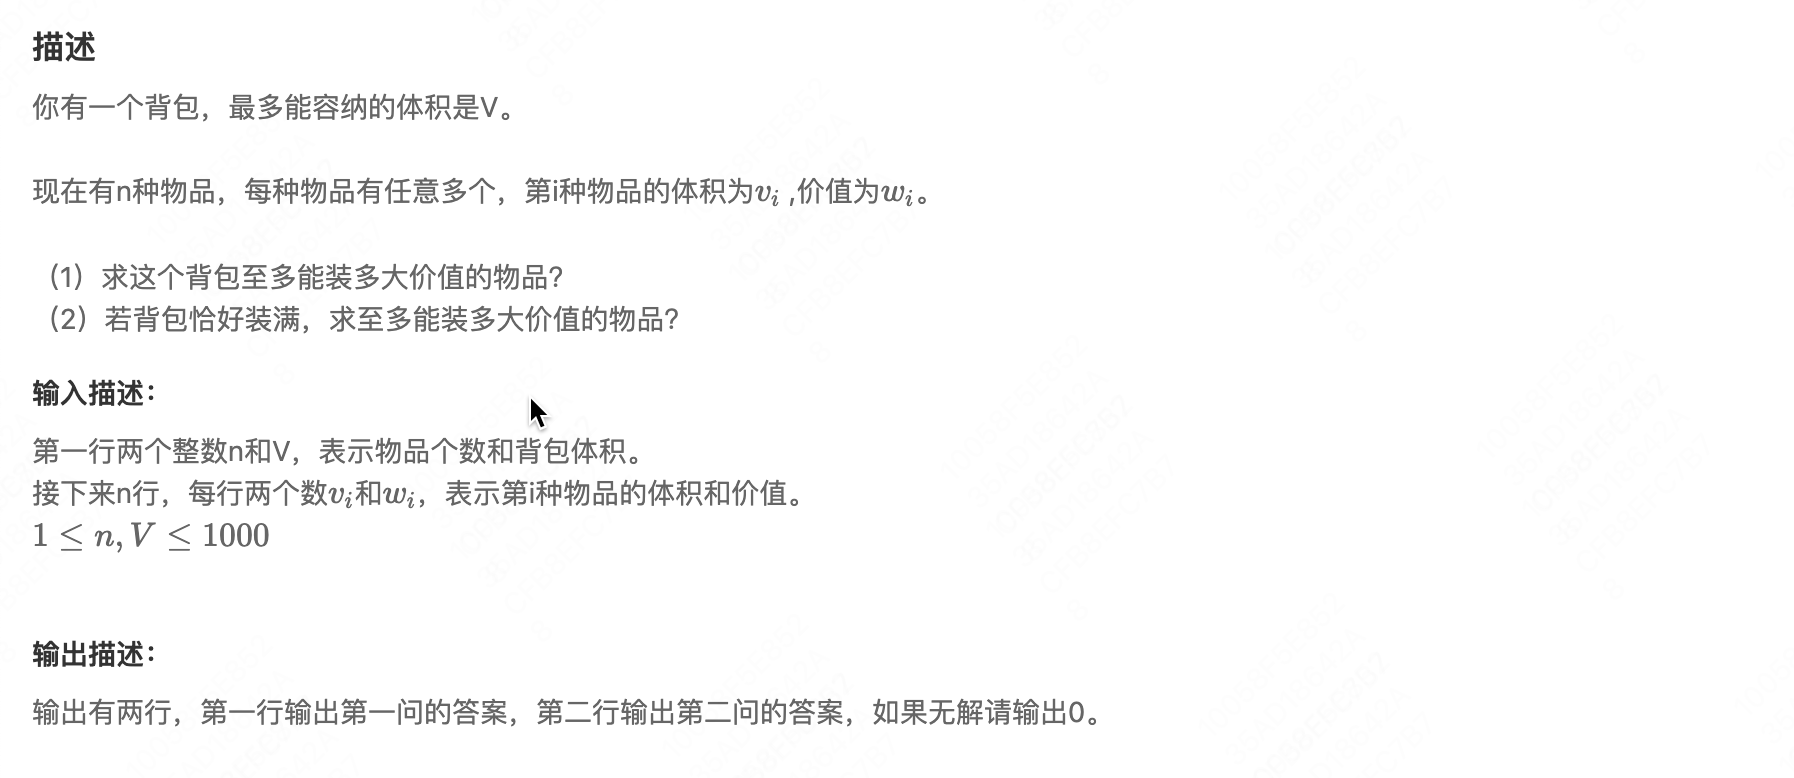 描述
你有一个背包，最多能容纳的体积是V。
现在有n种物品，每种物品有任意多个，第i种物品的体积为vᵢ ,价值为wᵢ。
（1）求这个背包至多能装多大价值的物品?
（2）若背包恰好装满，求至多能装多大价值的物品?
输入描述：
第一行两个整数n和V，表示物品个数和背包体积。
接下来n行，每行两个数vᵢ和wᵢ，表示第i种物品的体积和价值。
1 ≤ n, V ≤ 1000
输出描述：
输出有两行，第一行输出第一问的答案，第二行输出第二问的答案，如果无解请输出0。